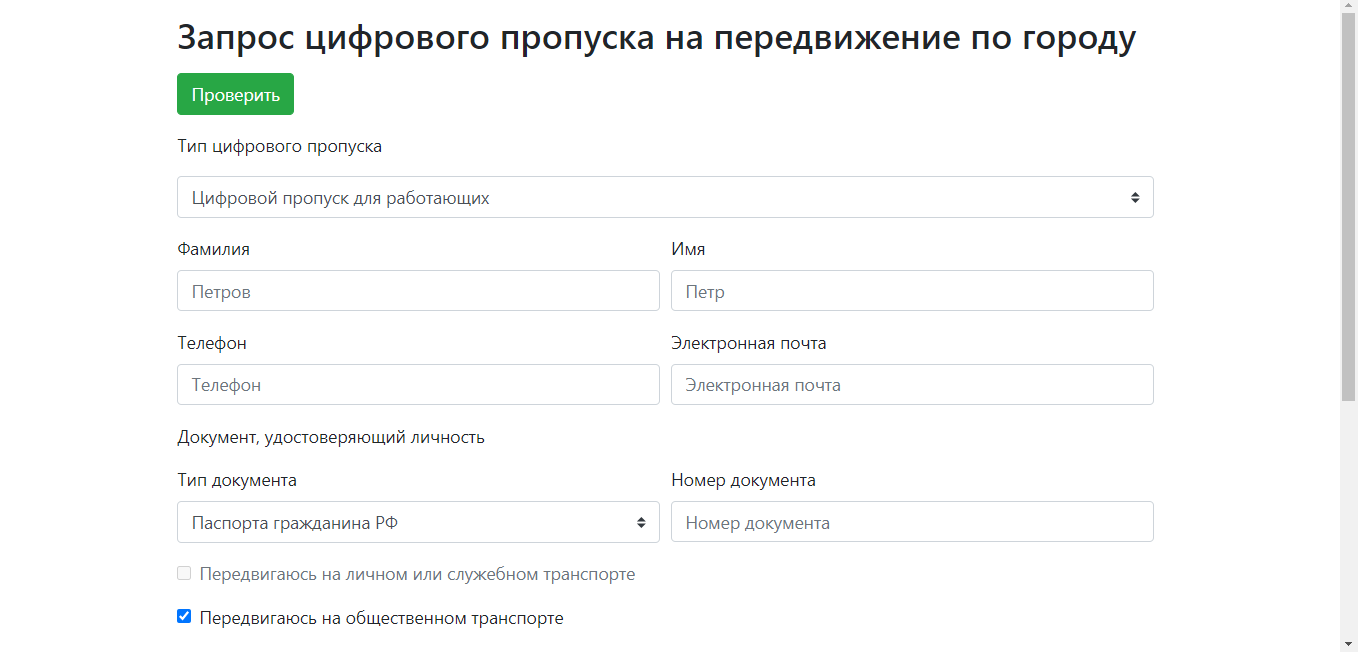 Запрос цифрового пропуска на передвижение по городу
Проверить
Тип цифрового пропуска
Цифровой пропуск для работающих
Фамилия Имя
Петров Петр
Телефон Электронная почта
Телефон Электронная почта
Документ, удостоверяющий личность
Тип документа Номер документа
Паспорта гражданина РФ Номер документа
Передвигаюсь на личном или служебном транспорте
Передвигаюсь на общественном транспорте